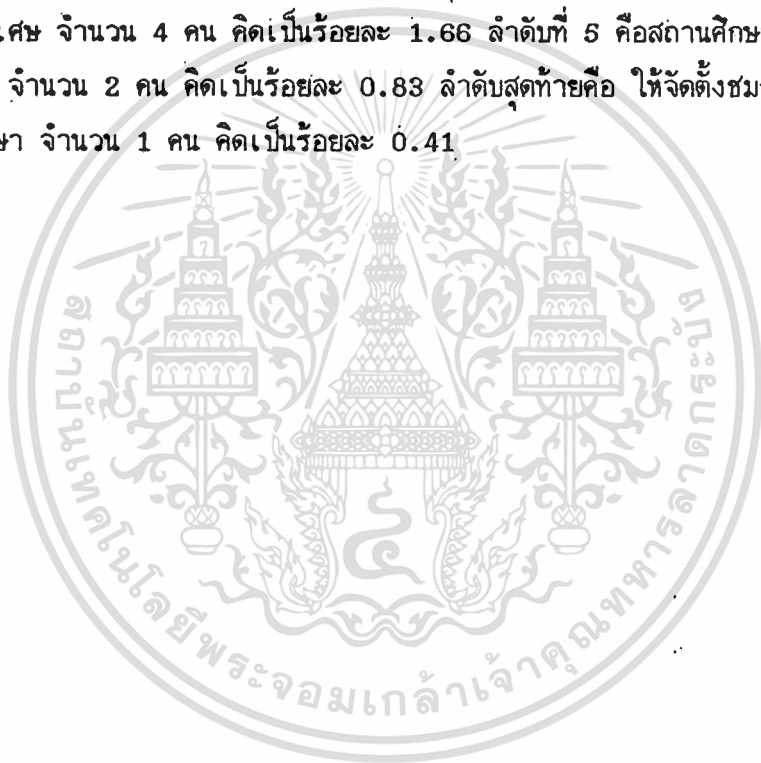 เศษ จำนวน 4 คน คิดเป็นร้อยละ 1.66 ลำดับที่ 5 คือสถานศึกษ
จำนวน 2 คน คิดเป็นร้อยละ 0.83 ลำดับสุดท้ายคือ ให้จัดตั้งชม
ษา จำนวน 1 คน คิดเป็นร้อยละ 0.41
สถาบันเทคโนโลยีพระจอมเกล้าเจ้าคุณทหารลาดกระบัง
๔